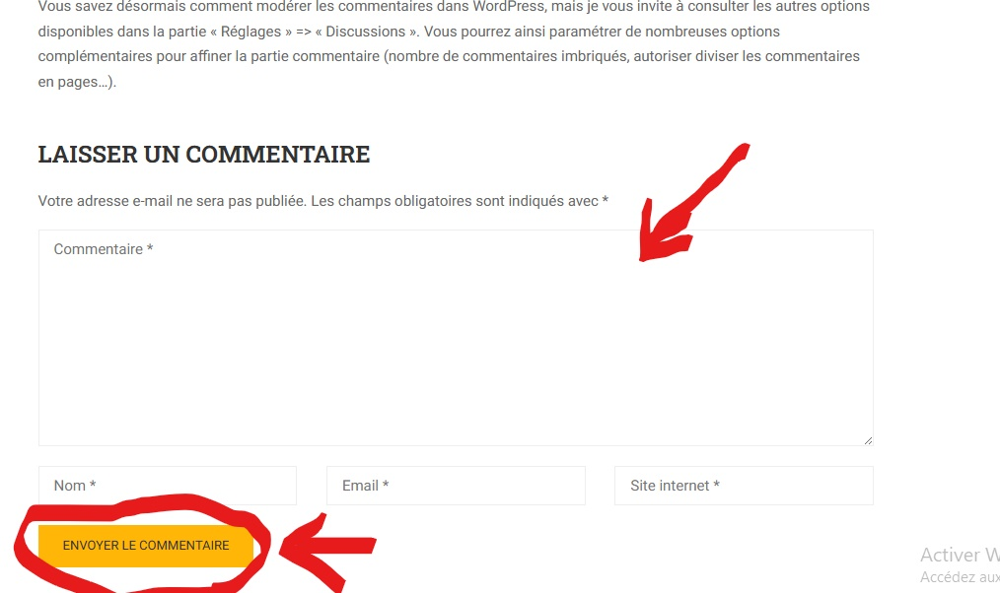 Vous savez désormais comment modérer les commentaires dans WordPress, mais je vous invite à consulter les autres options
disponibles dans la partie « Réglages » => « Discussions ». Vous pourrez ainsi paramétrer de nombreuses options
complémentaires pour affiner la partie commentaire (nombre de commentaires imbriqués, autoriser diviser les commentaires
en pages…).
LAISSER UN COMMENTAIRE
Votre adresse e-mail ne sera pas publiée. Les champs obligatoires sont indiqués avec *
Commentaire *
Nom *
Email *
Site internet *
ENVOYER LE COMMENTAIRE
Activer W
Accédez aux